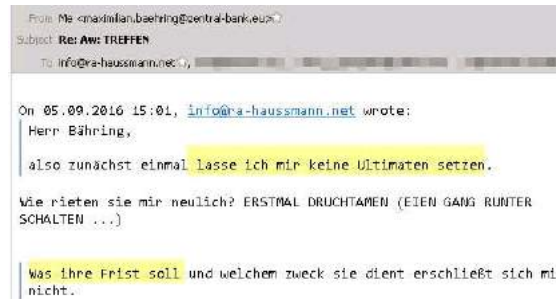 From Me <maximilian.baehring@central-bank.eu>
Subject Re: Aw: TREFFEN
To info@ra-haussmann.net
On 05.09.2016 15:01, info@ra-haussmann.net wrote:
Herr Bähring,
also zunächst einmal lasse ich mir keine Ultimaten setzen.
Wie rieten sie mir neulich? ERSTMAL DRUCHTAMEN (EIEN GANG RUNTER
SCHALTEN ...)
Was ihre Frist soll und welchem zweck sie dient erschließt sich mi
nicht.